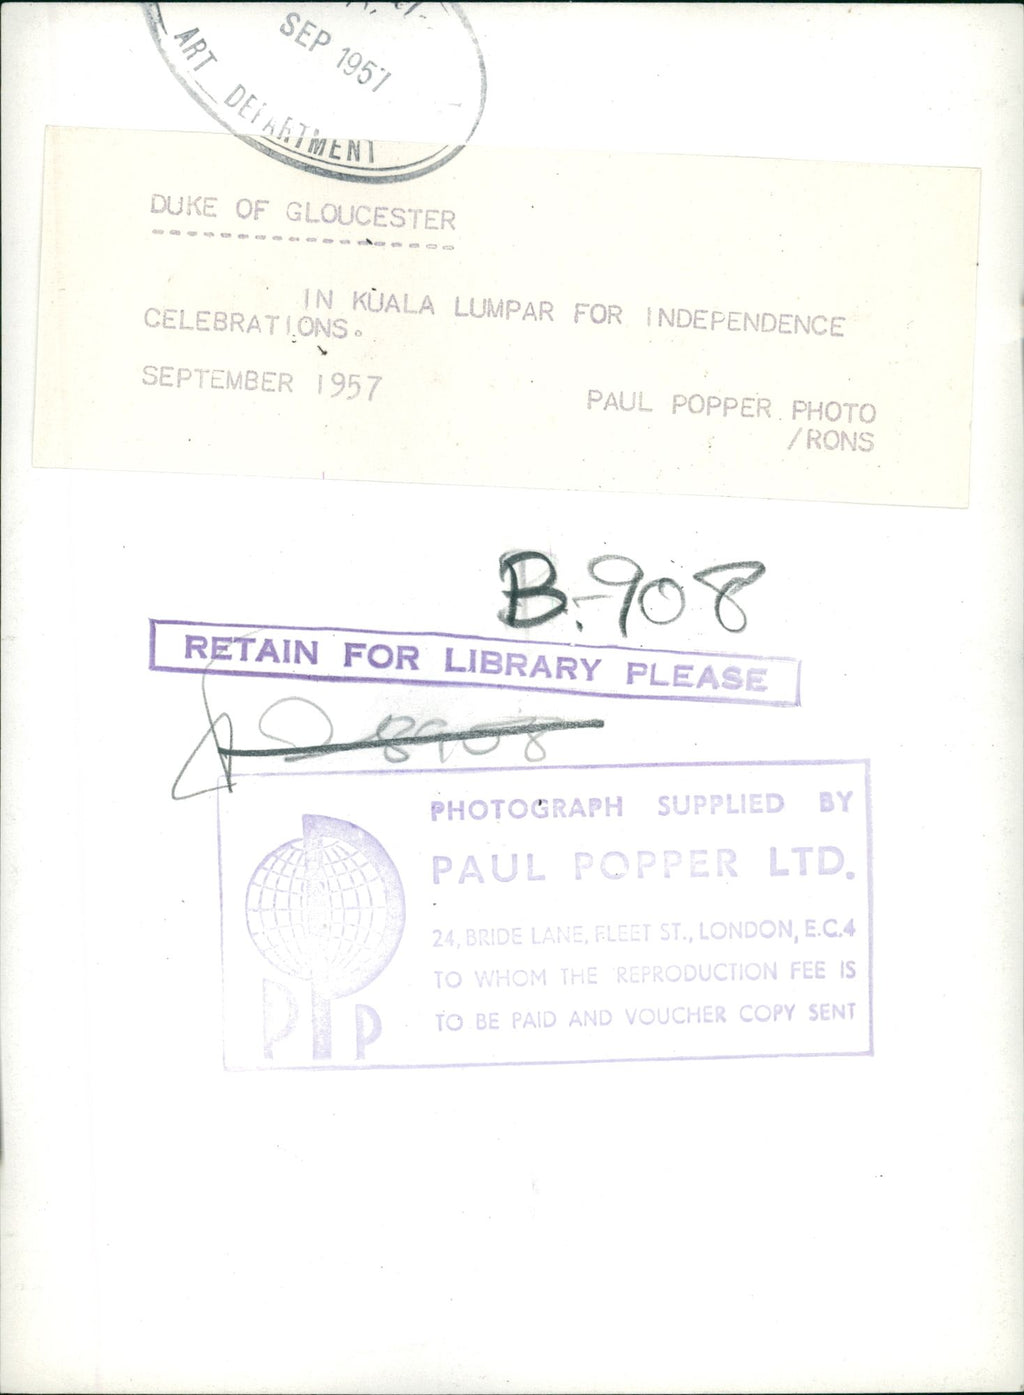 SEP 1957
ART DEPARTMENT
DUKE OF GLOUCESTER
IN KUALA LUMPAR FOR INDEPENDENCE
CELEBRATIONS.
SEPTEMBER 1957
PAUL POPPER PHOTO
/RONS
B.-908
RETAIN FOR LIBRARY PLEASE
8908
PHOTOGRAPH SUPPLIED BY
PAUL POPPER LTD.
24, BRIDE LANE, FLEET ST., LONDON, E.C.4
TO WHOM THE REPRODUCTION FEE IS
TO BE PAID AND VOUCHER COPY SENT
PIP